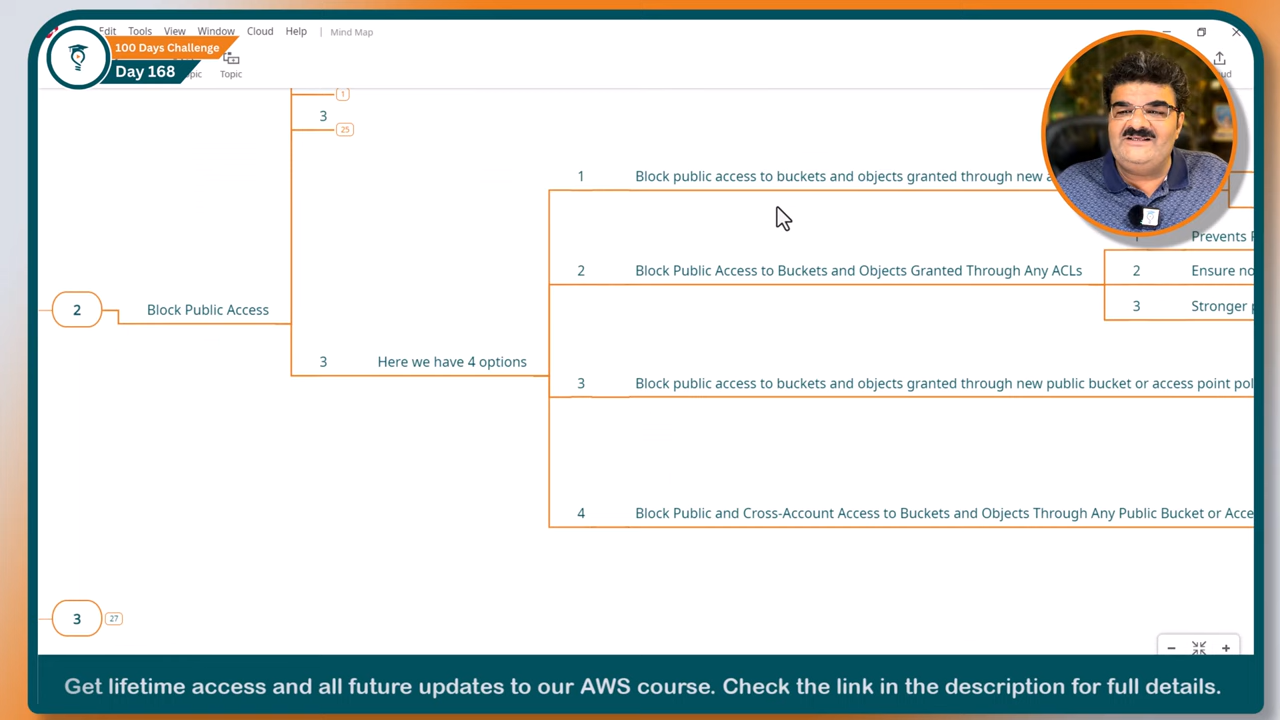 Edit Tools View Window Cloud Help Mind Map
100 Days Challenge
Day 168
Topic
1
3
25
1 Block public access to buckets and objects granted through new
Prevents
2 Block Public Access to Buckets and Objects Granted Through Any ACLs
2 Ensure no
3 Stronger
2 Block Public Access
3 Here we have 4 options
3 Block public access to buckets and objects granted through new public bucket or access point pol
4 Block Public and Cross-Account Access to Buckets and Objects Through Any Public Bucket or Acce
3 27
Get lifetime access and all future updates to our AWS course. Check the link in the description for full details.